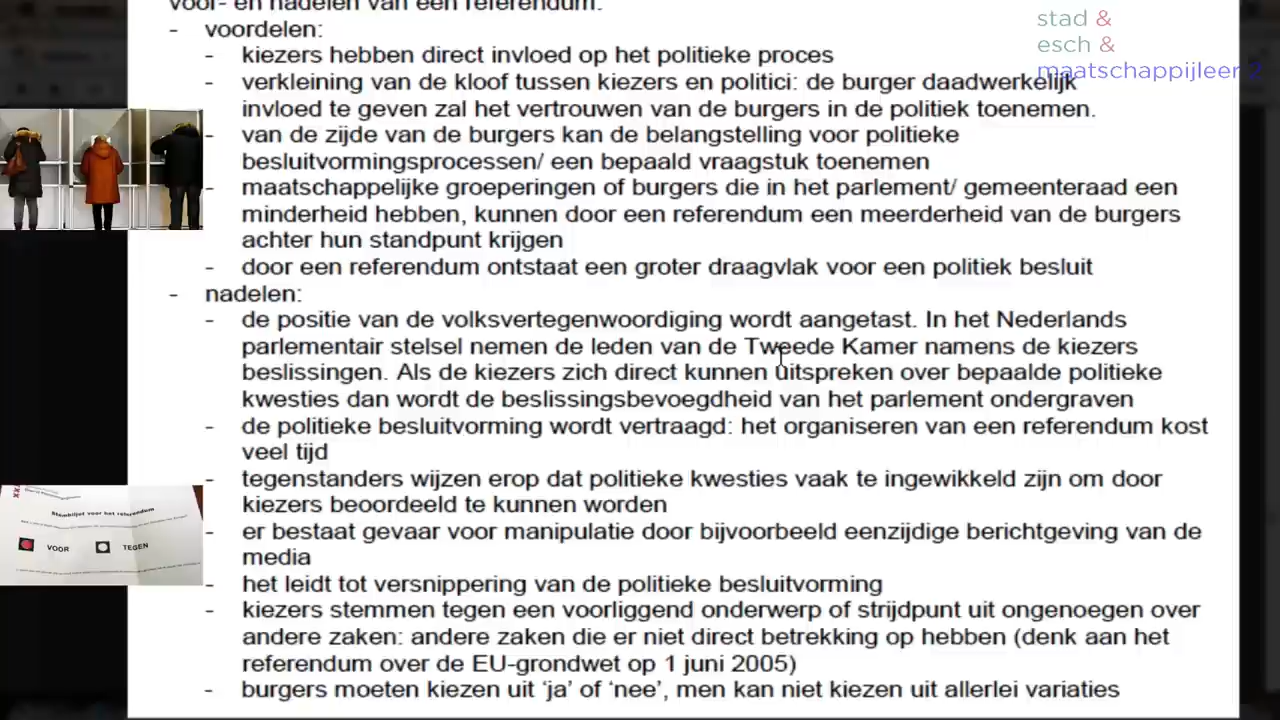 voor- en nadelen van een referendum:
- voordelen:
- kiezers hebben direct invloed op het politieke proces
- verkleining van de kloof tussen kiezers en politici: de burger daadwerkelijk
invloed te geven zal het vertrouwen van de burgers in de politiek toenemen.
- van de zijde van de burgers kan de belangstelling voor politieke
besluitvormingsprocessen/ een bepaald vraagstuk toenemen
- maatschappelijke groeperingen of burgers die in het parlement/ gemeenteraad een
minderheid hebben, kunnen door een referendum een meerderheid van de burgers
achter hun standpunt krijgen
- door een referendum ontstaat een groter draagvlak voor een politiek besluit
- nadelen:
- de positie van de volksvertegenwoordiging wordt aangetast. In het Nederlands
parlementair stelsel nemen de leden van de Tweede Kamer namens de kiezers
beslissingen. Als de kiezers zich direct kunnen uitspreken over bepaalde politieke
kwesties dan wordt de beslissingsbevoegdheid van het parlement ondergraven
- de politieke besluitvorming wordt vertraagd: het organiseren van een referendum kost
veel tijd
- tegenstanders wijzen erop dat politieke kwesties vaak te ingewikkeld zijn om door
kiezers beoordeeld te kunnen worden
- er bestaat gevaar voor manipulatie door bijvoorbeeld eenzijdige berichtgeving van de
media
- het leidt tot versnippering van de politieke besluitvorming
- kiezers stemmen tegen een voorliggend onderwerp of strijdpunt uit ongenoegen over
andere zaken: andere zaken die er niet direct betrekking op hebben (denk aan het
referendum over de EU-grondwet op 1 juni 2005)
- burgers moeten kiezen uit ‘ja’ of ‘nee’, men kan niet kiezen uit allerlei variaties
stad &
esch &
maatschappijleer 2
Stembiljet voor het referendum
VOOR TEGEN